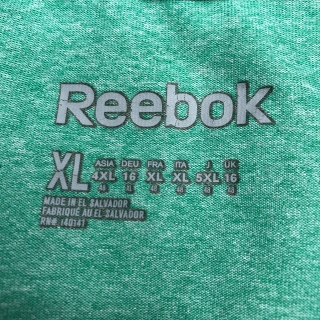 Reebok
XL
ASIA DEU FRA ITA J UK
4XL 16 XL XL 5XL 16
MADE IN EL SALVADOR
FABRIQUÉ AU EL SALVADOR
RN# 140141